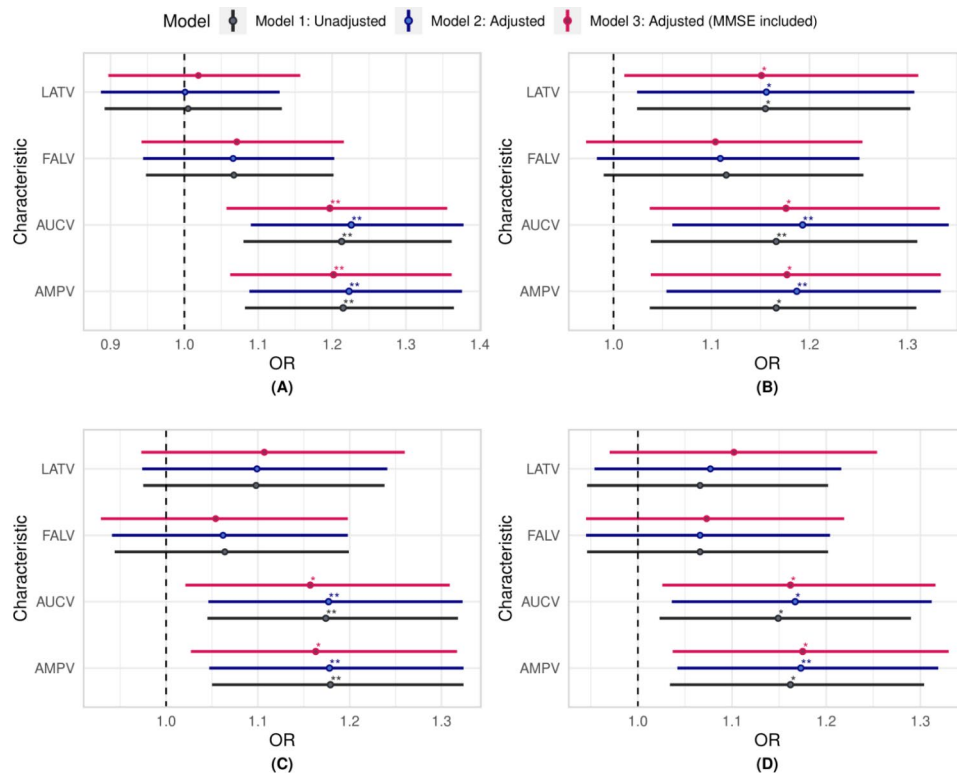 Model Model 1: Unadjusted Model 2: Adjusted Model 3: Adjusted (MMSE included)
Characteristic
LATV
* *
FALV
AUCV
* *
* *
* *
AMPV
* *
* *
* *
0.9 1.0 1.1 1.2 1.3 1.4
OR
(A)
Characteristic
LATV
*
*
*
FALV
AUCV
*
* *
* *
AMPV
*
* *
*
1.0 1.1 1.2 1.3
OR
(B)
Characteristic
LATV
FALV
AUCV
*
* *
* *
AMPV
*
* *
* *
1.0 1.1 1.2 1.3
OR
(C)
Characteristic
LATV
FALV
AUCV
*
*
*
AMPV
*
* *
*
1.0 1.1 1.2 1.3
OR
(D)